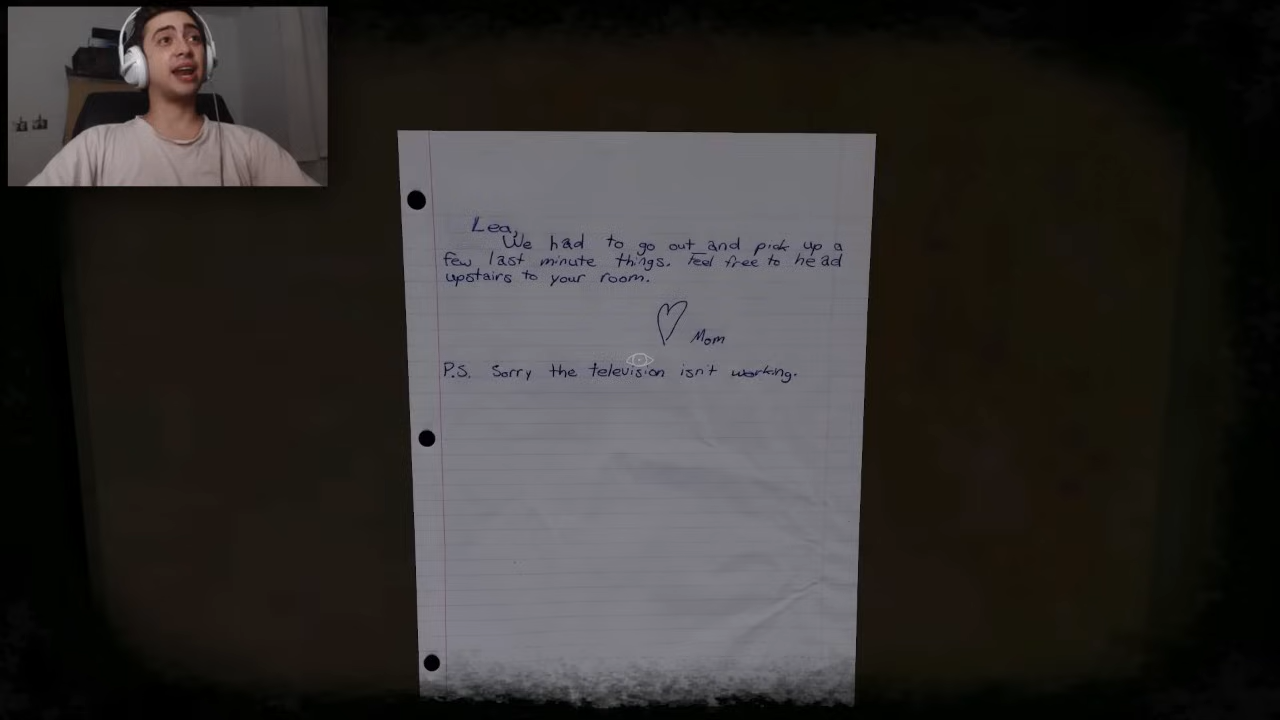 Lea,
We had to go out and pick up a
few last minute things. Feel free to head
upstairs to your room.
Mom
P.S. Sorry the television isn't working.